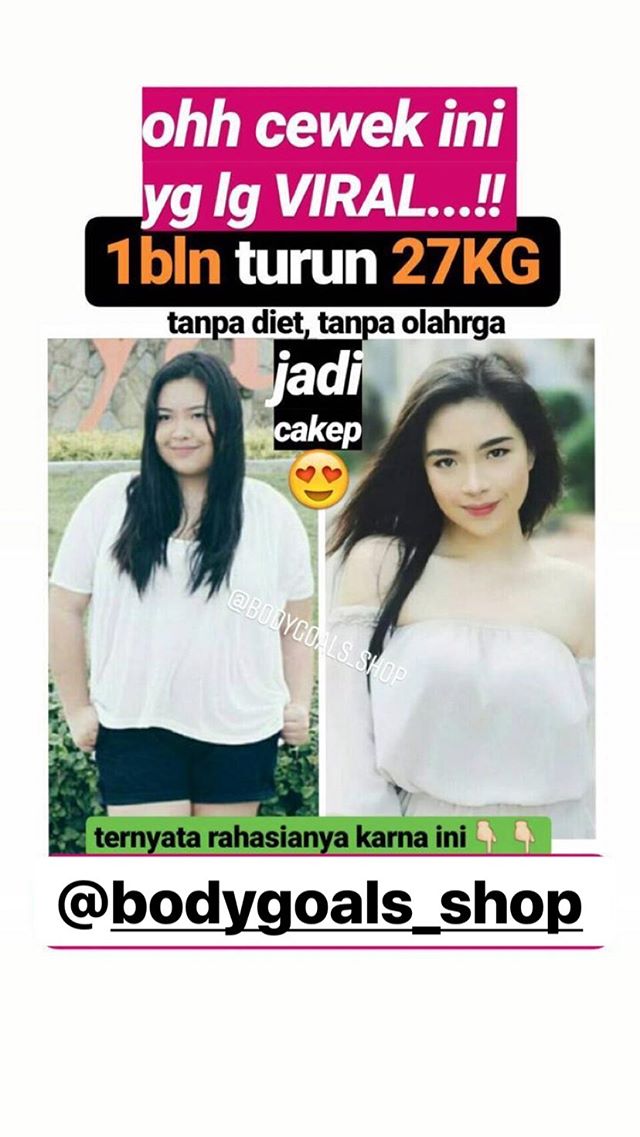 ohh cewek ini
yg lg VIRAL...!!
1bln turun 27KG
tanpa diet, tanpa olahrga
jadi
cakep
@BODYGOALS_SHOP
ternyata rahasianya karna ini👇🏻👇🏻
@bodygoals_shop